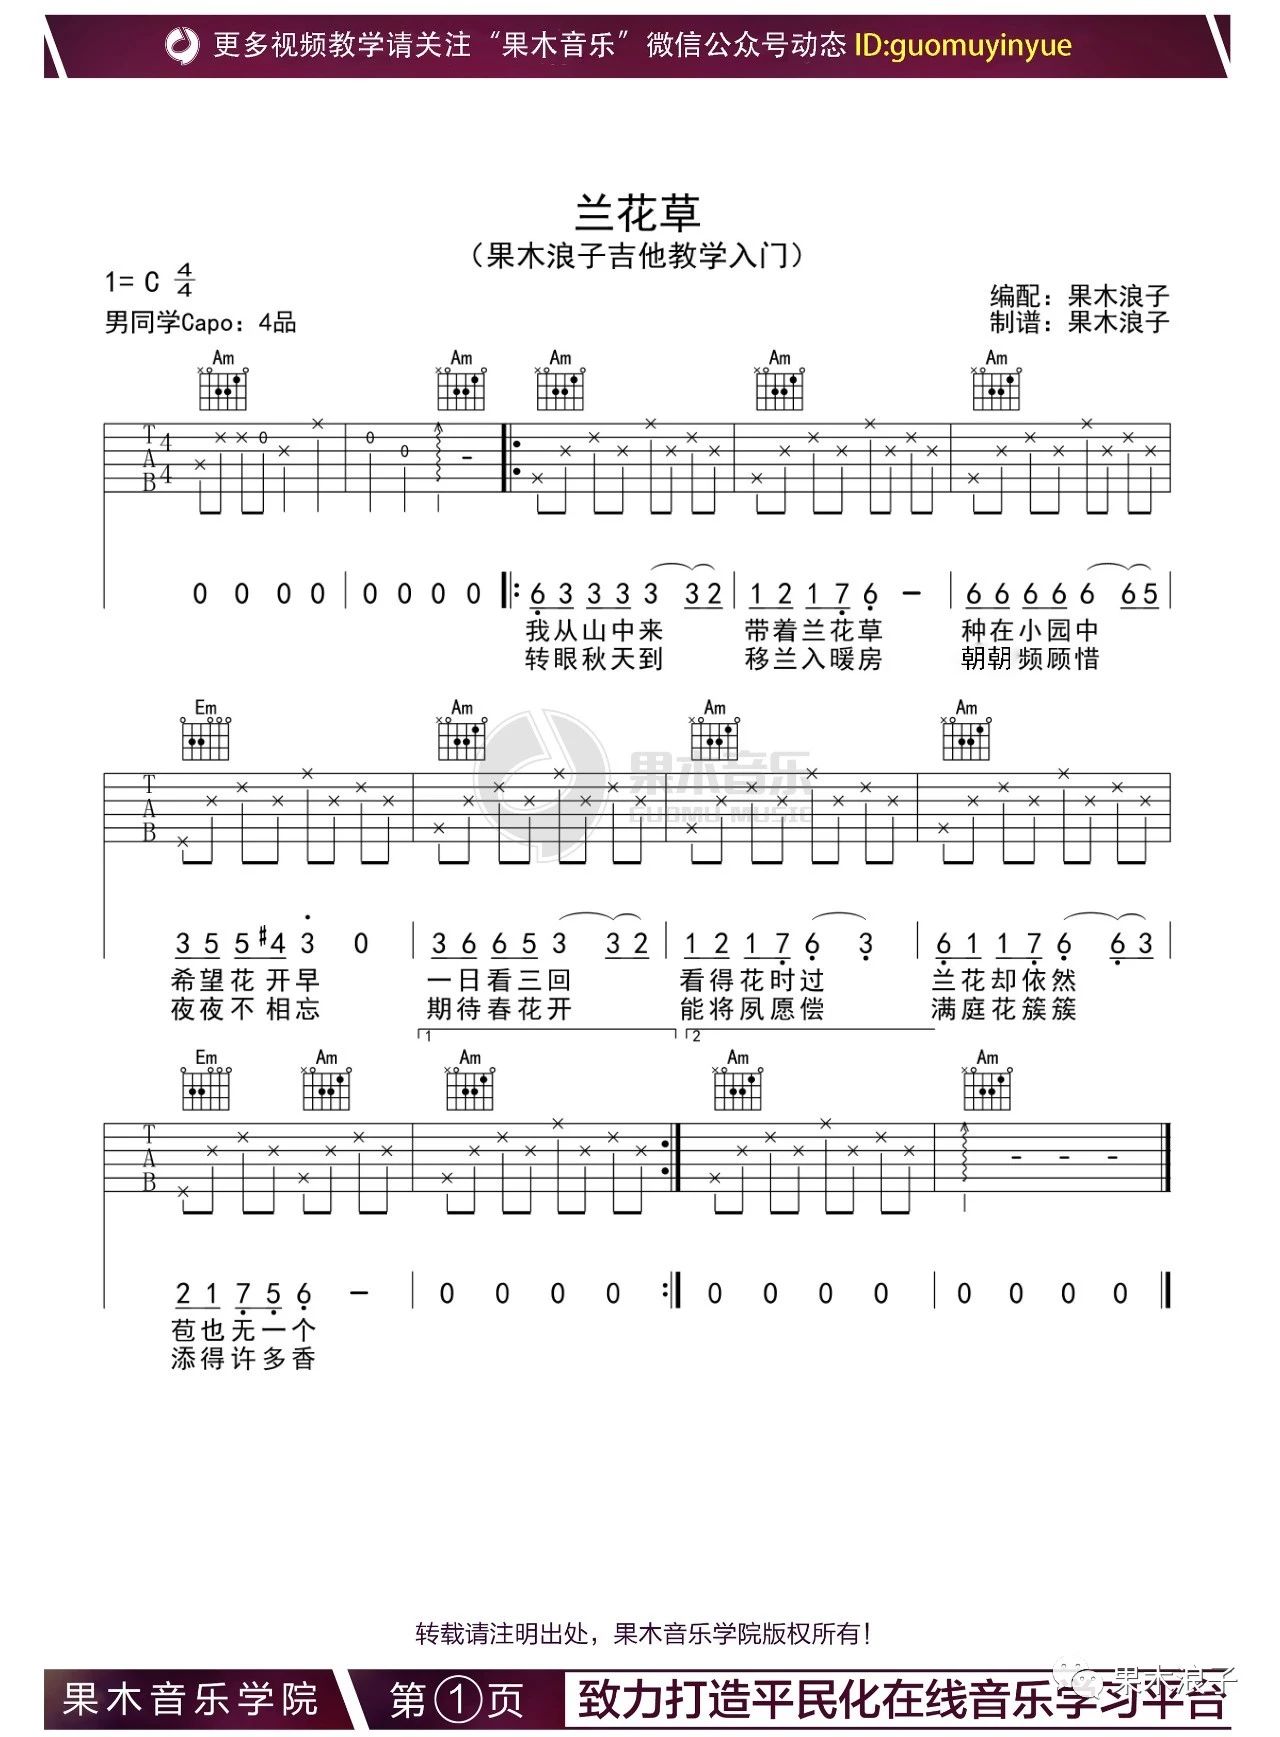 更多视频教学请关注“果木音乐”微信公众号动态 ID:guomuyinyue
兰花草
（果木浪子吉他教学入门）
1= C 4/4
编配：果木浪子
男同学Capo：4品
制谱：果木浪子
Am Am Am Am Am
T A B 4 4 0 0 0
0 0 0 0 0 0 0 0 6 3 3 3 3 3 2 1 2 1 7 6 - 6 6 6 6 6 6 5
我从山中来 带着兰花草 种在小园中
转眼秋天到 移兰入暖房 朝朝频顾惜
Em Am Am Am
果木音乐
GUOMU MUSIC
T A B
3 5 5 #4 3 0 3 6 6 5 3 3 2 1 2 1 7 6 3 6 1 1 7 6 6 3
希望花开早 一日看三回 看得花时过 兰花却依然
夜夜不相忘 期待春花开 能将夙愿偿 满庭花簇簇
1 2
Em Am Am Am Am
T A B
2 1 7 5 6 - 0 0 0 0 0 0 0 0 0 0 0 0
苞也无一个
添得许多香
转载请注明出处，果木音乐学院版权所有！
果木音乐学院 第①页 致力打造平民化在线音乐学习平台
果木浪子